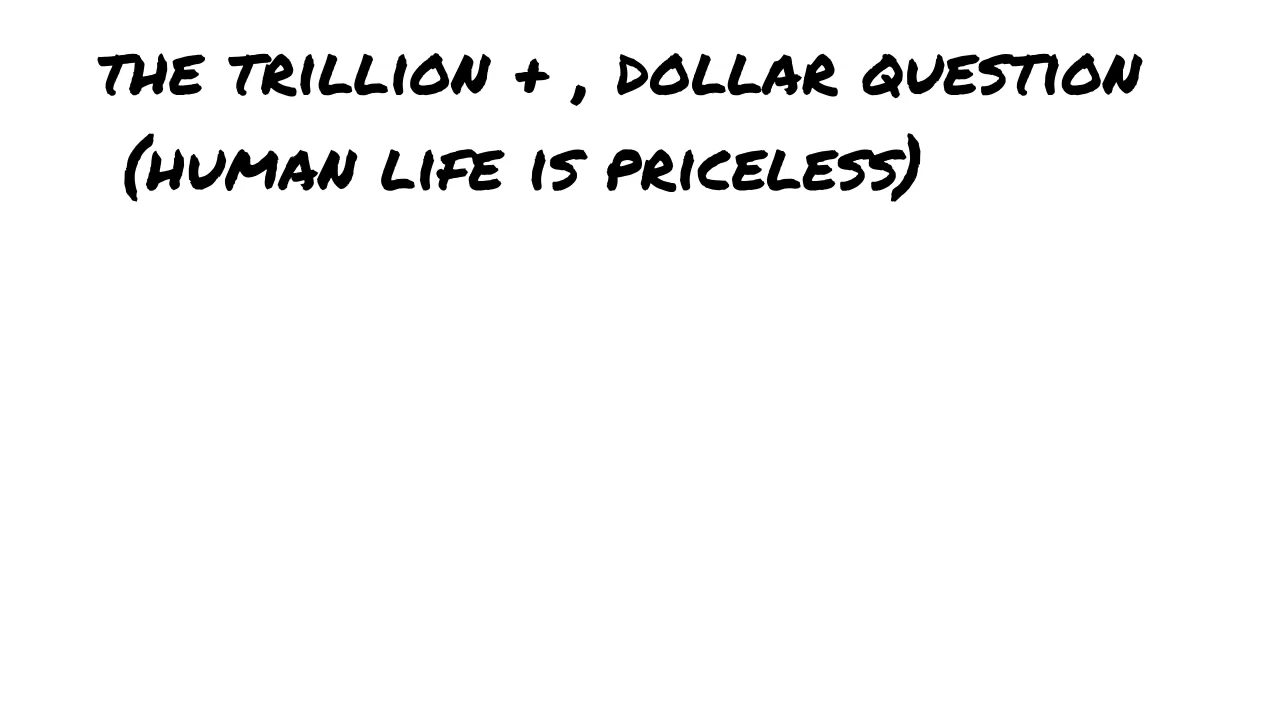 THE TRILLION + , DOLLAR QUESTION
(HUMAN LIFE IS PRICELESS)